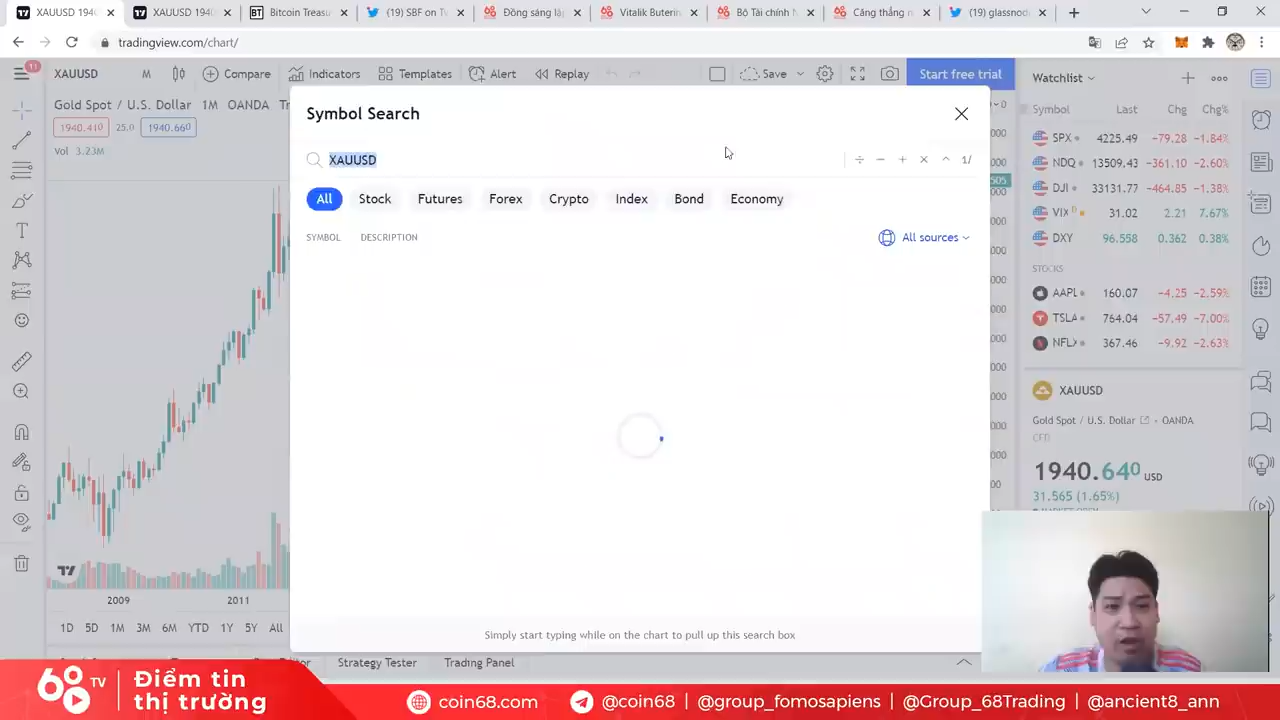 XAUUSD 1940
XAUUSD 1940
BT Bitcoin Treasu
(19) SBF on Tw
Đồng sáng lập
Vitalik Buterin
Bộ Tài chính
Căng thẳng
(19) glassnode
tradingview.com/chart/
11
XAUUSD M Compare Indicators Templates Alert Replay Save Start free trial
Watchlist
Gold Spot / U.S. Dollar 1M OANDA
1940.410 25.0 1940.660
Vol 3.23M
Symbol Search
XAUUSD
÷ − + × ^ 1/
All Stock Futures Forex Crypto Index Bond Economy
SYMBOL DESCRIPTION All sources
Simply start typing while on the chart to pull up this search box
Symbol Last Chg Chg%
SPX 4225.49 −79.28 −1.84%
NDQ 13509.43 −361.10 −2.60%
DJI 33131.77 −464.85 −1.38%
VIX D 31.02 2.21 7.67%
DXY 96.558 0.362 0.38%
STOCKS
AAPL 160.07 −4.25 −2.59%
TSLA 764.04 −57.49 −7.00%
NFLX 367.46 −9.92 −2.63%
XAUUSD
Gold Spot / U.S. Dollar • OANDA
CFD
1940.640 USD
31.565 (1.65%)
2009 2011
1D 5D 1M 3M 6M YTD 1Y 5Y All
Strategy Tester Trading Panel
68 TV
Điểm tin
thị trường
coin68.com @coin68 | @group_fomosapiens | @Group_68Trading | @ancient8_ann